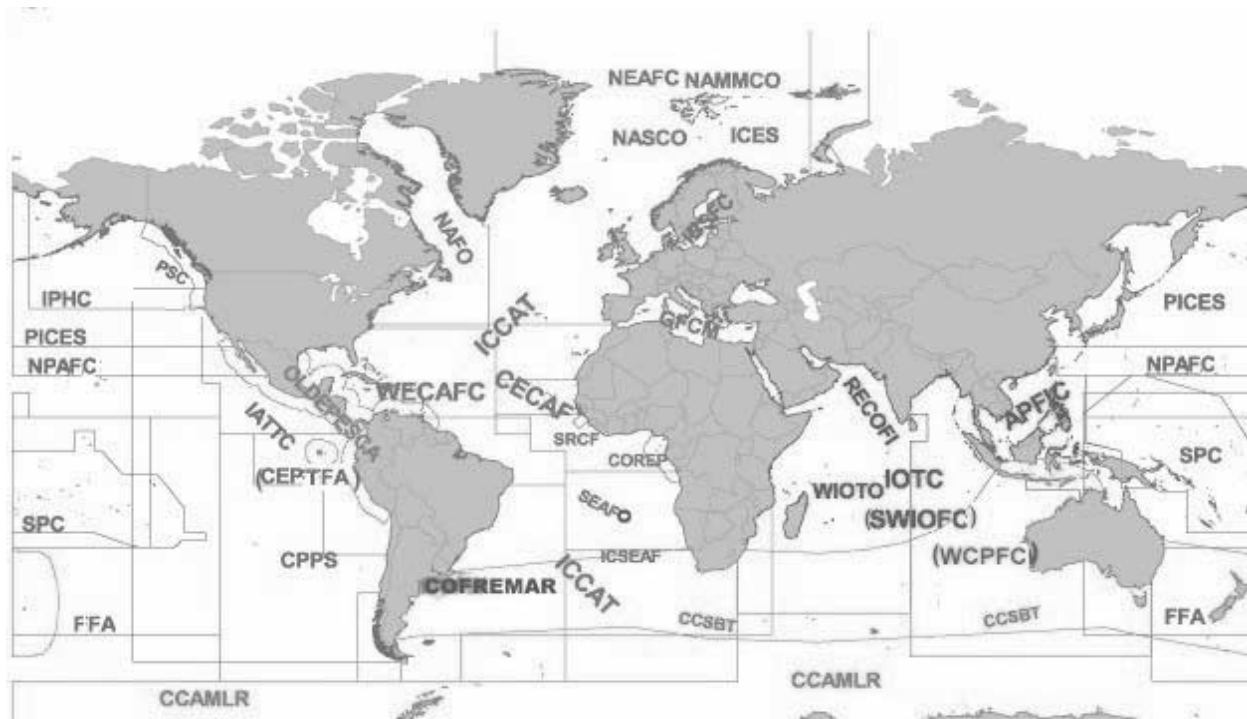 NEAFC NAMMCO
NASCO ICES
IBSFC
NAFO
PSC
IPHC
PICES
PICES
ICCAT
GFCM
NPAFC
NPAFC
OLDEPESCA
WECAFC
CECAF
RECOFI
APFIC
IATTC
SRCF
COREP
SPC
(CEPTFA)
SEAFO
WIOTO
IOTC
SPC
(SWIOFC)
CPPS
ICSEAF
(WCPFC)
ICCAT
COFREMAR
FFA
CCSBT
CCSBT
FFA
CCAMLR
CCAMLR